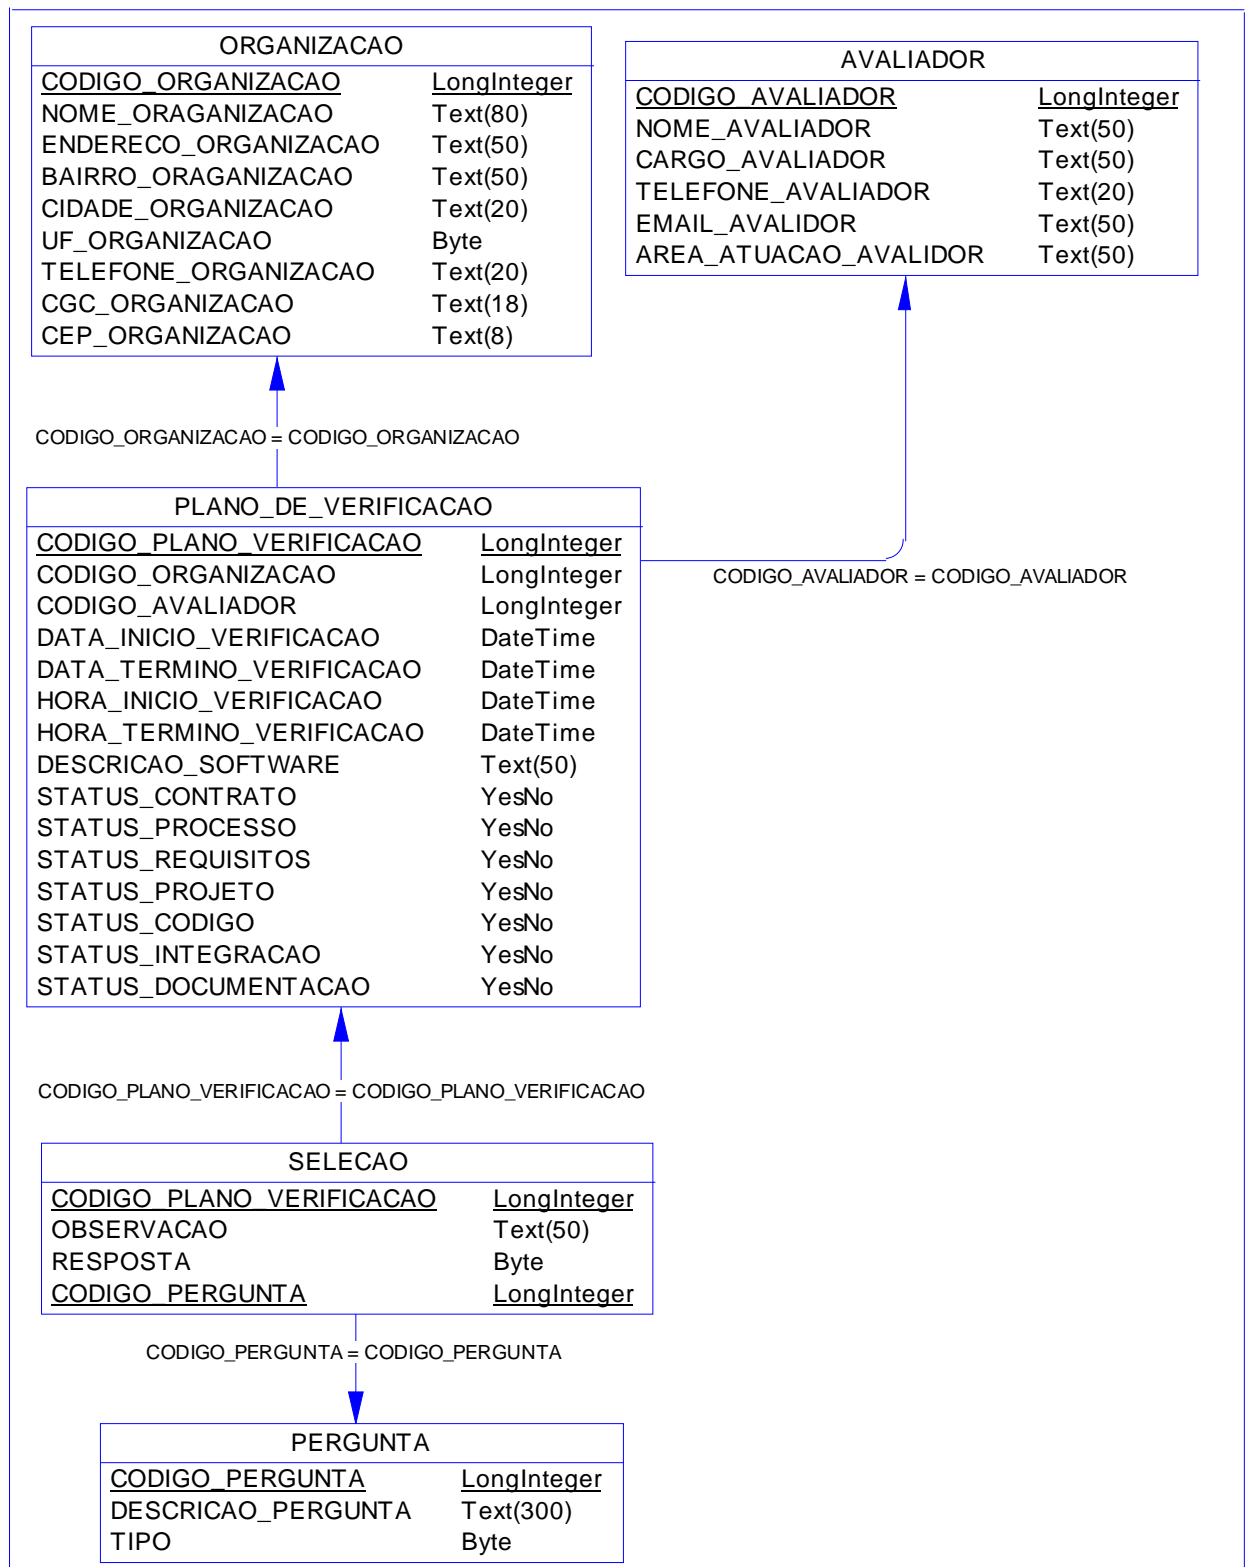 ORGANIZACAO
CODIGO_ORGANIZACAO LongInteger
NOME_ORAGANIZACAO Text(80)
ENDERECO_ORGANIZACAO Text(50)
BAIRRO_ORAGANIZACAO Text(50)
CIDADE_ORGANIZACAO Text(20)
UF_ORGANIZACAO Byte
TELEFONE_ORGANIZACAO Text(20)
CGC_ORGANIZACAO Text(18)
CEP_ORGANIZACAO Text(8)
AVALIADOR
CODIGO_AVALIADOR LongInteger
NOME_AVALIADOR Text(50)
CARGO_AVALIADOR Text(50)
TELEFONE_AVALIADOR Text(20)
EMAIL_AVALIDOR Text(50)
AREA_ATUACAO_AVALIDOR Text(50)
CODIGO_ORGANIZACAO = CODIGO_ORGANIZACAO
PLANO_DE_VERIFICACAO
CODIGO_PLANO_VERIFICACAO LongInteger
CODIGO_ORGANIZACAO LongInteger
CODIGO_AVALIADOR LongInteger
DATA_INICIO_VERIFICACAO DateTime
DATA_TERMINO_VERIFICACAO DateTime
HORA_INICIO_VERIFICACAO DateTime
HORA_TERMINO_VERIFICACAO DateTime
DESCRICAO_SOFTWARE Text(50)
STATUS_CONTRATO YesNo
STATUS_PROCESSO YesNo
STATUS_REQUISITOS YesNo
STATUS_PROJETO YesNo
STATUS_CODIGO YesNo
STATUS_INTEGRACAO YesNo
STATUS_DOCUMENTACAO YesNo
CODIGO_AVALIADOR = CODIGO_AVALIADOR
CODIGO_PLANO_VERIFICACAO = CODIGO_PLANO_VERIFICACAO
SELECAO
CODIGO_PLANO_VERIFICACAO LongInteger
OBSERVACAO Text(50)
RESPOSTA Byte
CODIGO_PERGUNTA LongInteger
CODIGO_PERGUNTA = CODIGO_PERGUNTA
PERGUNTA
CODIGO_PERGUNTA LongInteger
DESCRICAO_PERGUNTA Text(300)
TIPO Byte